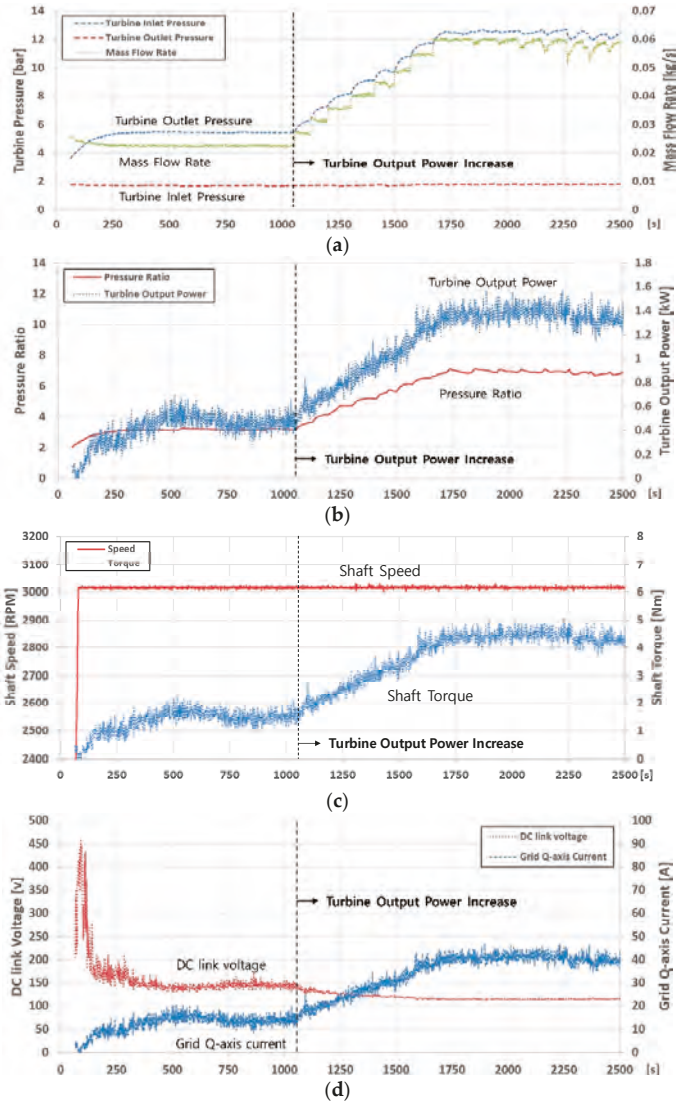 14
12
10
8
6
4
2
0
Turbine Pressure [bar]
Turbine Inlet Pressure
Turbine Outlet Pressure
Mass Flow Rate
Turbine Outlet Pressure
Mass Flow Rate
Turbine Inlet Pressure
Turbine Output Power Increase
0.07
0.06
0.05
0.04
0.03
0.02
0.01
0
Mass Flow Rate [kg/s]
0 250 500 750 1000 1250 1500 1750 2000 2250 2500 [s]
(a)
14
12
10
8
6
4
2
0
Pressure Ratio
Pressure Ratio
Turbine Output Power
Turbine Output Power
Pressure Ratio
Turbine Output Power Increase
1.8
1.6
1.4
1.2
1
0.8
0.6
0.4
0.2
0
Turbine Output Power [kW]
0 250 500 750 1000 1250 1500 1750 2000 2250 2500 [s]
(b)
3200
3100
3000
2900
2800
2700
2600
2500
2400
Shaft Speed [RPM]
Speed
Torque
Shaft Speed
Shaft Torque
Turbine Output Power Increase
8
7
6
5
4
3
2
1
0
Shaft Torque [Nm]
0 250 500 750 1000 1250 1500 1750 2000 2250 2500 [s]
(c)
500
450
400
350
300
250
200
150
100
50
0
DC link Voltage [v]
DC link voltage
Grid Q-axis Current
Turbine Output Power Increase
DC link voltage
Grid Q-axis current
100
90
80
70
60
50
40
30
20
10
0
Grid Q-axis Current [A]
0 250 500 750 1000 1250 1500 1750 2000 2250 2500 [s]
(d)